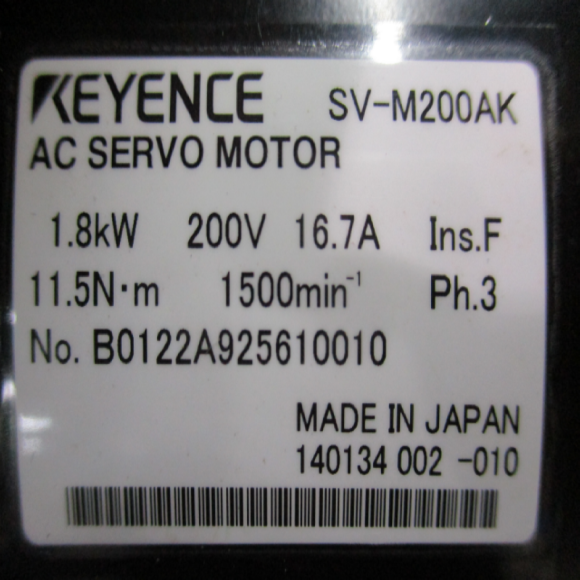 KEYENCE SV-M200AK
AC SERVO MOTOR
1.8kW 200V 16.7A Ins.F
11.5N·m 1500min⁻¹ Ph.3
No. B0122A925610010
MADE IN JAPAN
140134 002 -010